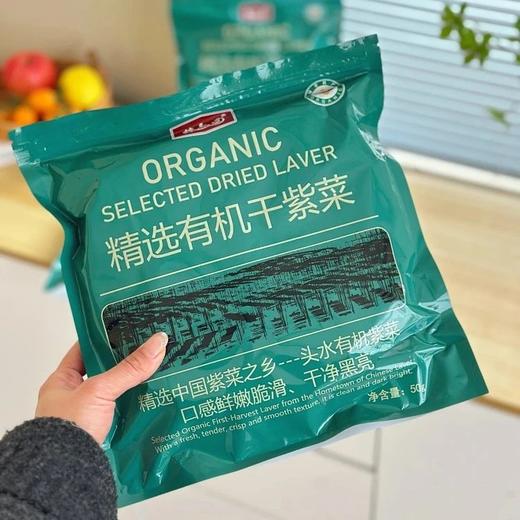 ORGANIC
SELECTED DRIED LAVER
精选有机干紫菜
精选中国紫菜之乡---头水有机紫菜
口感鲜嫩脆滑、干净黑亮
Selected Organic First-Harvest Laver from the Hometown of Chinese Laver
With a fresh, tender, crisp and smooth texture, it is clean and dark bright.
净含量: 50g
ORGANIC